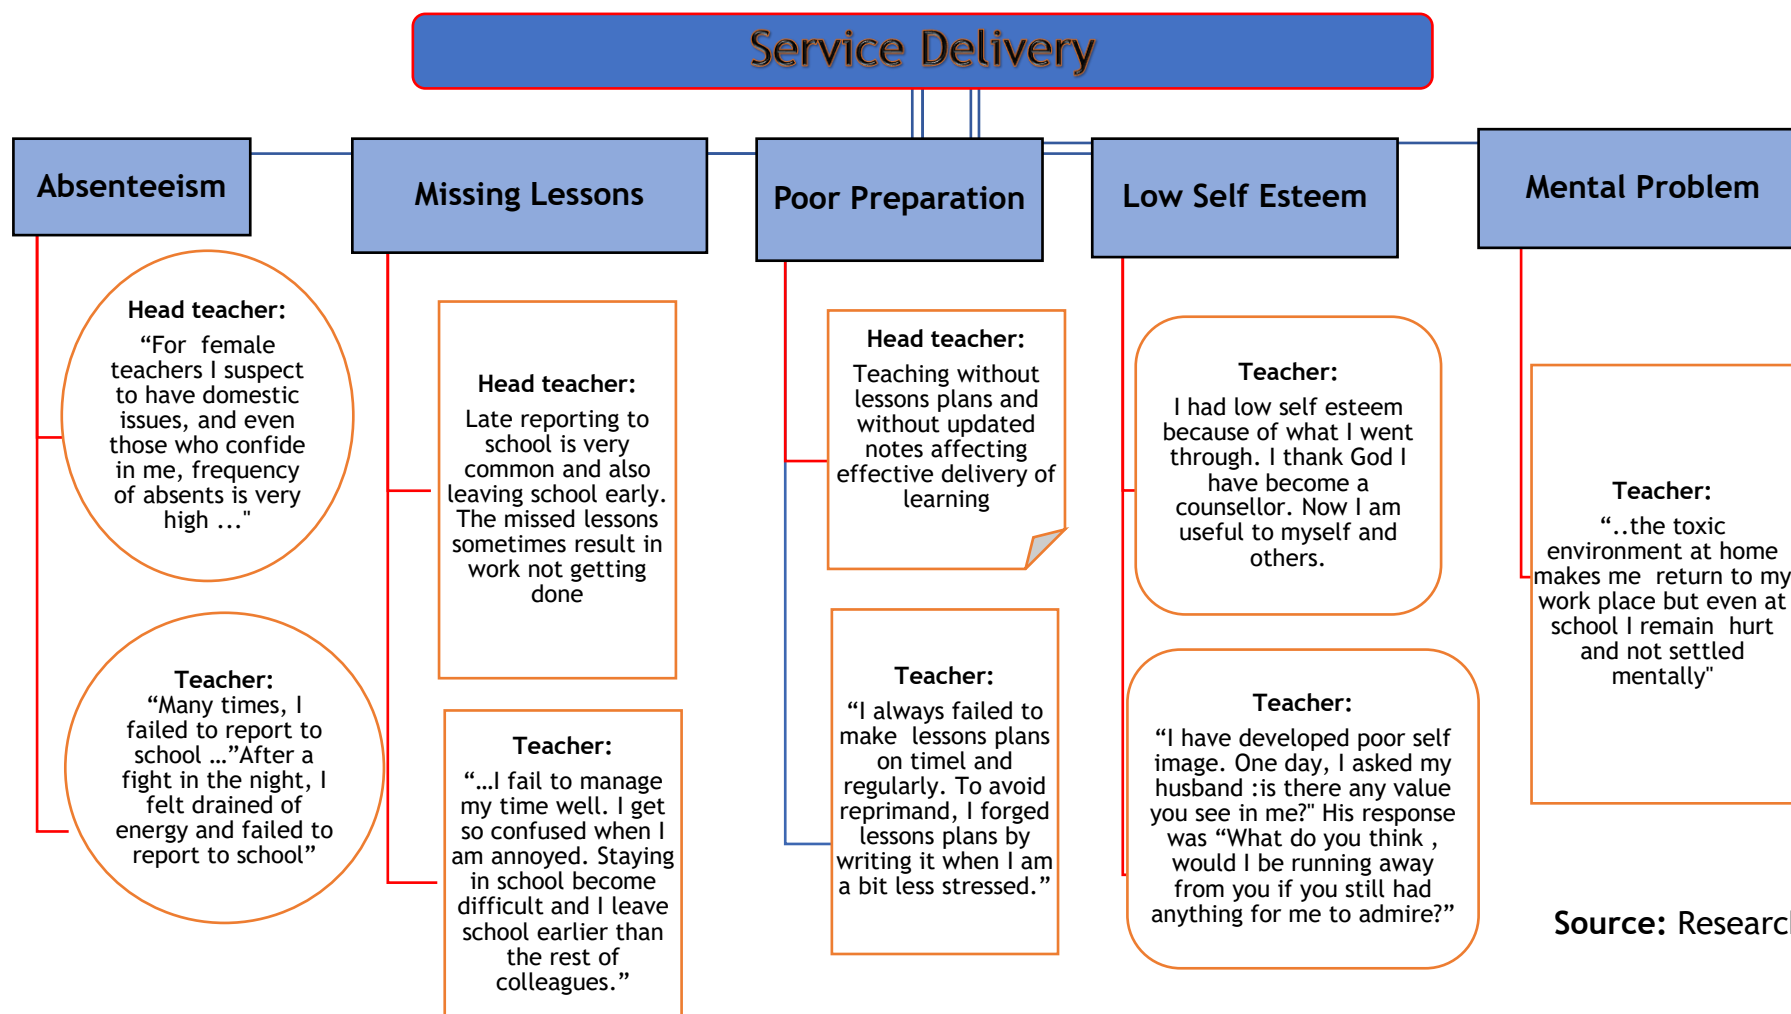 Service Delivery
Absenteeism
Head teacher:
“For female
teachers I suspect
to have domestic
issues, and even
those who confide
in me, frequency
of absents is very
high ..."
Teacher:
“Many times, I
failed to report to
school …”After a
fight in the night, I
felt drained of
energy and failed to
report to school”
Missing Lessons
Head teacher:
Late reporting to
school is very
common and also
leaving school early.
The missed lessons
sometimes result in
work not getting
done
Teacher:
“…I fail to manage
my time well. I get
so confused when I
am annoyed. Staying
in school become
difficult and I leave
school earlier than
the rest of
colleagues.”
Poor Preparation
Head teacher:
Teaching without
lessons plans and
without updated
notes affecting
effective delivery of
learning
Teacher:
“I always failed to
make lessons plans
on timel and
regularly. To avoid
reprimand, I forged
lessons plans by
writing it when I am
a bit less stressed.”
Low Self Esteem
Teacher:
I had low self esteem
because of what I went
through. I thank God I
have become a
counsellor. Now I am
useful to myself and
others.
Teacher:
“I have developed poor self
image. One day, I asked my
husband :is there any value
you see in me?" His response
was “What do you think ,
would I be running away
from you if you still had
anything for me to admire?”
Mental Problem
Teacher:
“..the toxic
environment at home
makes me return to my
work place but even at
school I remain hurt
and not settled
mentally"
Source: Research